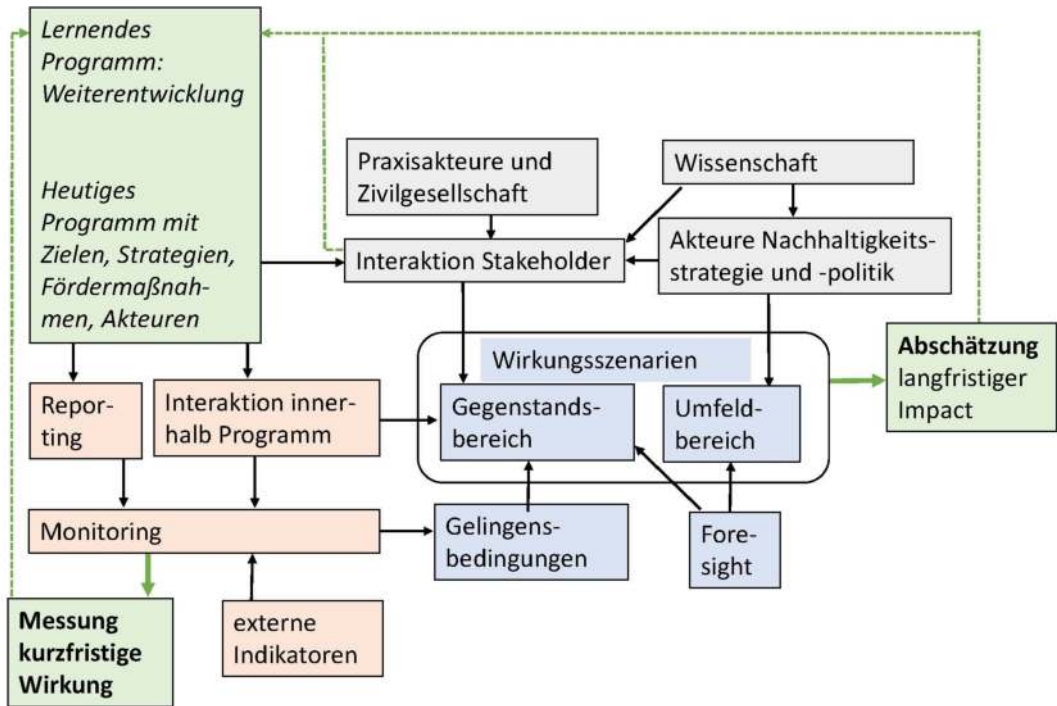 Lernendes
Programm:
Weiterentwicklung
Heutiges
Programm mit
Zielen, Strategien,
Fördermaßnah-
men, Akteuren
Praxisakteure und
Zivilgesellschaft
Wissenschaft
Interaktion Stakeholder
Akteure Nachhaltigkeits-
strategie und -politik
Wirkungsszenarien
Gegenstands-
bereich
Umfeld-
bereich
Abschätzung
langfristiger
Impact
Repor-
ting
Interaktion inner-
halb Programm
Monitoring
Gelingens-
bedingungen
Fore-
sight
Messung
kurzfristige
Wirkung
externe
Indikatoren